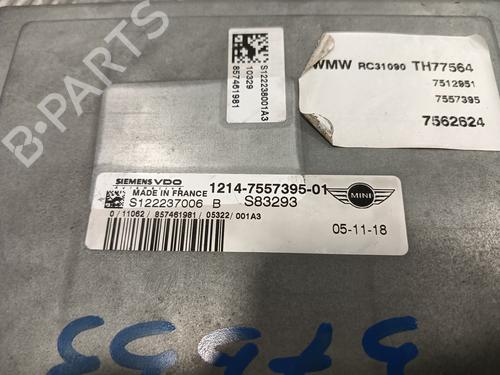 B-PARTS
S122238001A3
10329
857461981
WMW RC31090 TH77564
7512951
7557395
7562624
SIEMENS VDO
AUTOMOTIVE
MADE IN FRANCE
1214-7557395-01
S122237006 B S83293
0/11062/857461981/05322/001A3
MINI
05-11-18